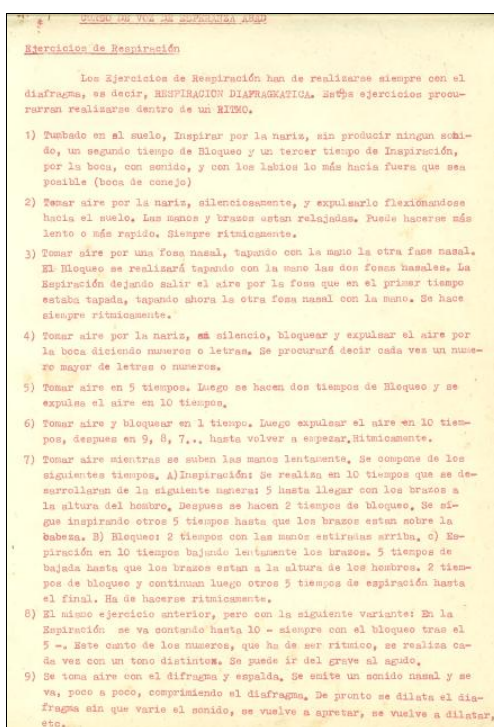 CURSO DE VOZ DE ESPERANZA ABAD
Ejercicios de Respiración
Los Ejercicios de Respiración han de realizarse siempre con el
diafragma, es decir, RESPIRACION DIAFRAGMATICA. Estos ejercicios procu-
rarran realizarse dentro de un RITMO.
1) Tumbado en el suelo, Inspirar por la nariz, sin producir ningun soni-
do, un segundo tiempo de Bloqueo y un tercer tiempo de Inspiración,
por la boca, con sonido, y con los labios lo más hacia fuera que sea
posible (boca de conejo)
2) Tomar aire por la nariz, silenciosamente, y expulsarlo flexionandose
hacia el suelo. Las manos y brazos estan relajadas. Puede hacerse más
lento o más rapido. Siempre ritmicamente.
3) Tomar aire por una fosa nasal, tapando con la mano la otra fase nasal.
El Bloqueo se realizará tapando con la mano las dos fosas nasales. La
Espiración dejando salir el aire por la fosa que en el primer tiempo
estaba tapada, tapando ahora la otra fosa nasal con la mano. Se hace
siempre ritmicamente.
4) Tomar aire por la nariz, en silencio, bloquear y expulsar el aire por
la boca diciendo numeros o letras. Se procurará decir cada vez un nume-
ro mayor de letras o numeros.
5) Tomar aire en 5 tiempos. Luego se hacen dos tiempos de Bloqueo y se
expulsa el aire en 10 tiempos.
6) Tomar aire y bloquear en 1 tiempo. Luego expulsar el aire en 10 tiem-
pos, despues en 9, 8, 7... hasta volver a empezar.Ritmicamente.
7) Tomar aire mientras se suben las manos lentamente. Se compone de los
siguientes tiempos. A)Inspiración: Se realiza en 10 tiempos que se de-
sarrollaran de la siguiente manera: 5 hasta llegar con los brazos a
la altura del hombro. Despues se hacen 2 tiempos de bloqueo. Se si-
gue inspirando otros 5 tiempos hasta que los brazos estan sobre la
babeza. B) Bloqueo: 2 tiempos con las manos estiradas arriba. c) Es-
piración en 10 tiempos bajando lentamente los brazos. 5 tiempos de
bajada hasta que los brazos estan a la altura de los hombros. 2 tiem-
pos de bloqueo y continuan luego otros 5 tiempos de espiración hasta
el final. Ha de hacerse ritmicamente.
8) El mismo ejercicio anterior, pero con la siguiente variante: En la
Espiración se va contando hasta 10 - siempre con el bloqueo tras el
5 -. Este canto de los numeros, que ha de ser ritmico, se realiza ca-
da vez con un tono distinto. Se puede ir del grave al agudo.
9) Se toma aire con el difragma y espalda. Se emite un sonido nasal y se
va, poco a poco, comprimiendo el diafragma. De pronto se dilata el dia-
fragma sin que varie el sonido, se vuelve a apretar, se vuelve a dilatar,
etc.